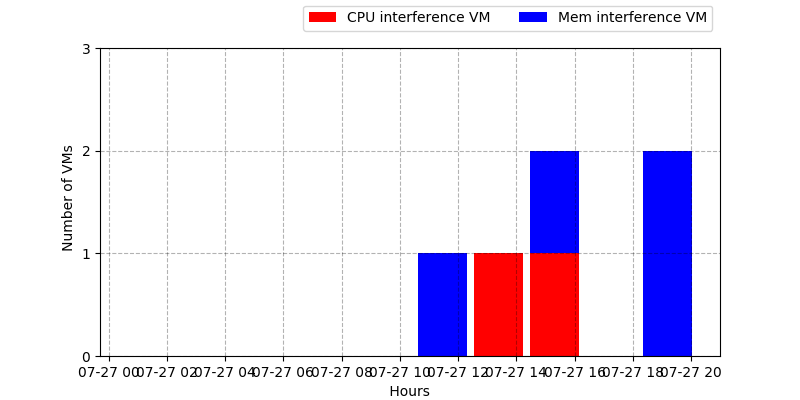 CPU interference VM Mem interference VM
3
2
1
0
Number of VMs
07-27 00 07-27 02 07-27 04 07-27 06 07-27 08 07-27 10 07-27 12 07-27 14 07-27 16 07-27 18 07-27 20
Hours